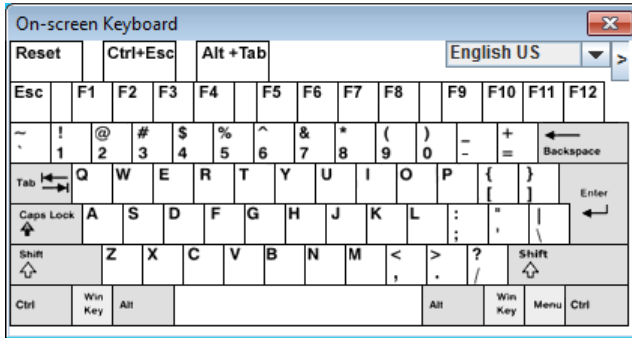 On-screen Keyboard
Reset Ctrl+Esc Alt +Tab English US >
Esc F1 F2 F3 F4 F5 F6 F7 F8 F9 F10 F11 F12
~ ! @ # $ % ^ & * ( ) _ +
` 1 2 3 4 5 6 7 8 9 0 - = Backspace
Tab Q W E R T Y U I O P { }
[ ] Enter
Caps Lock A S D F G H J K L : " |
; ' \
Shift Z X C V B N M < > ? Shift
, . /
Ctrl Win Key Alt Alt Win Key Menu Ctrl